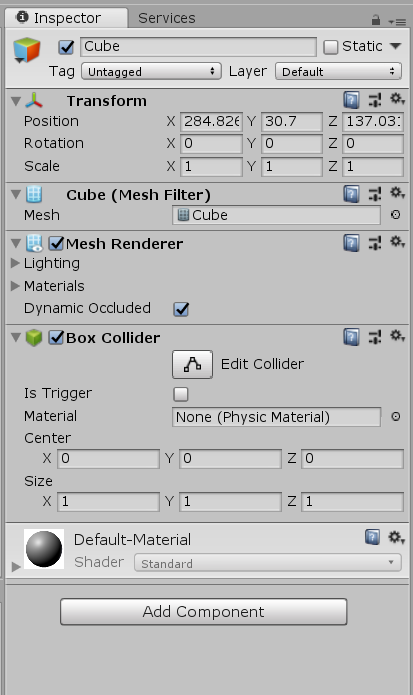 Inspector Services
Cube Static
Tag Untagged Layer Default
Transform
Position X 284.826 Y 30.7 Z 137.031
Rotation X 0 Y 0 Z 0
Scale X 1 Y 1 Z 1
Cube (Mesh Filter)
Mesh Cube
Mesh Renderer
Lighting
Materials
Dynamic Occluded
Box Collider
Edit Collider
Is Trigger
Material None (Physic Material)
Center
X 0 Y 0 Z 0
Size
X 1 Y 1 Z 1
Default-Material
Shader Standard
Add Component